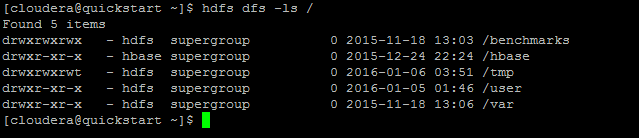 [cloudera@quickstart ~]$ hdfs dfs -ls /
Found 5 items
drwxrwxrwx   - hdfs  supergroup          0 2015-11-18 13:03 /benchmarks
drwxr-xr-x   - hbase supergroup          0 2015-12-24 22:24 /hbase
drwxrwxrwt   - hdfs  supergroup          0 2016-01-06 03:51 /tmp
drwxr-xr-x   - hdfs  supergroup          0 2016-01-05 01:46 /user
drwxr-xr-x   - hdfs  supergroup          0 2015-11-18 13:06 /var
[cloudera@quickstart ~]$